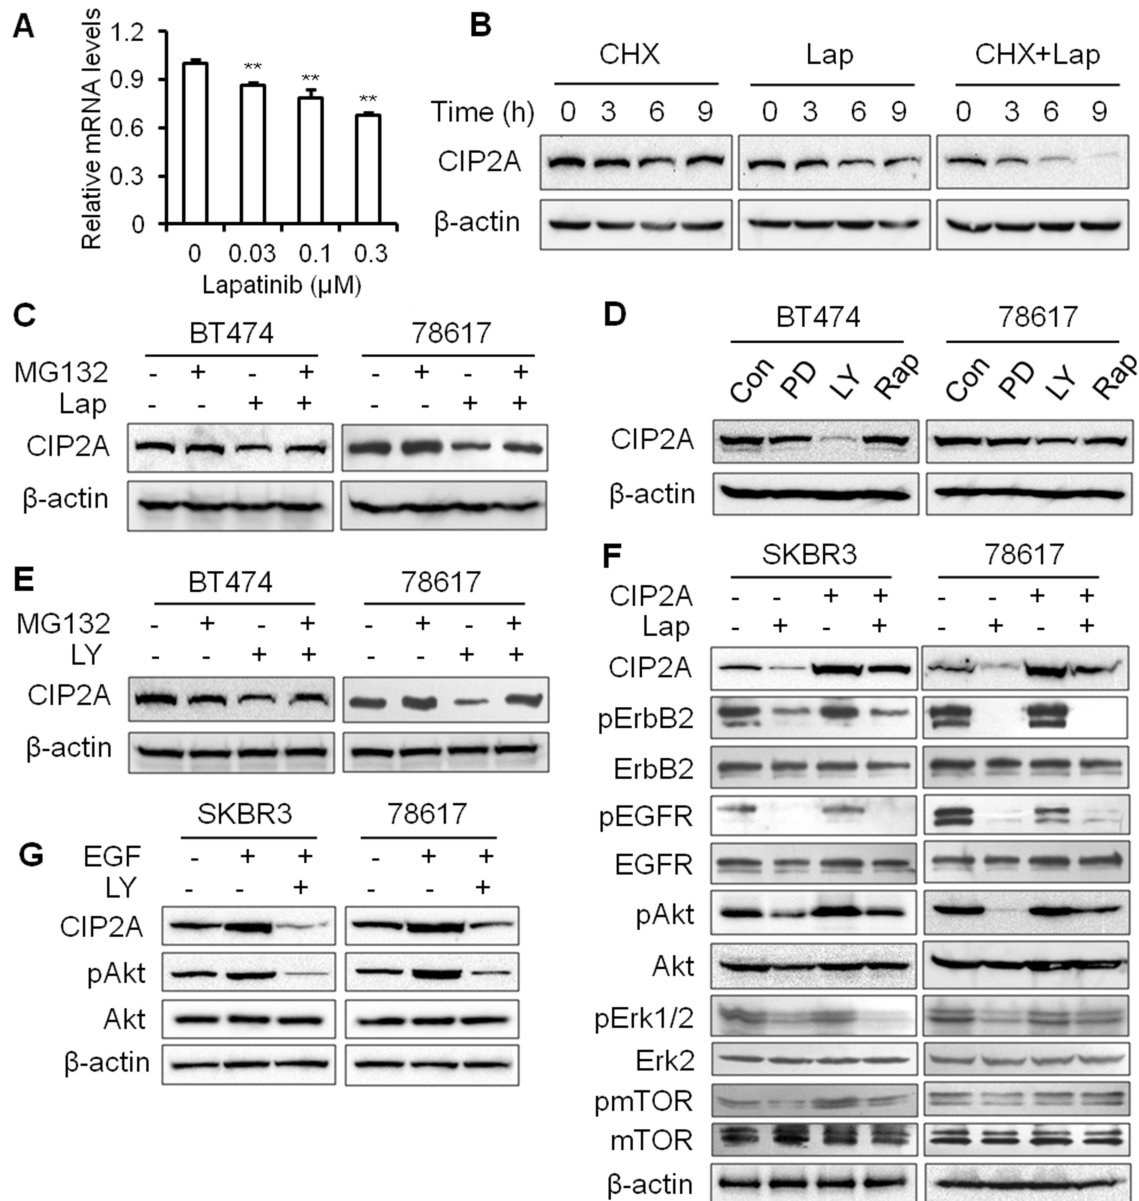 A
Relative mRNA levels
1.2
0.9
0.6
0.3
0
** ** **
0 0.03 0.1 0.3
Lapatinib (µM)
B
CHX Lap CHX+Lap
Time (h) 0 3 6 9 0 3 6 9 0 3 6 9
CIP2A
β-actin
C
BT474 78617
MG132 - + - + - + - +
Lap - - + + - - + +
CIP2A
β-actin
D
BT474 78617
Con PD LY Rap Con PD LY Rap
CIP2A
β-actin
E
BT474 78617
MG132 - + - + - + - +
LY - - + + - - + +
CIP2A
β-actin
F
SKBR3 78617
CIP2A - - + + - - + +
Lap - + - + - + - +
CIP2A
pErbB2
ErbB2
pEGFR
EGFR
pAkt
Akt
pErk1/2
Erk2
pmTOR
mTOR
β-actin
G
SKBR3 78617
EGF - + + - + +
LY - - + - - +
CIP2A
pAkt
Akt
β-actin